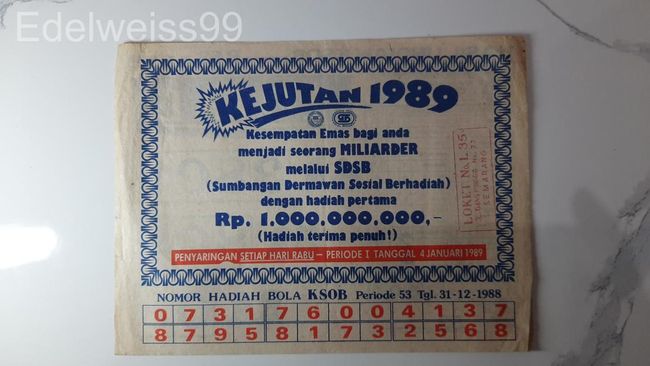 Edelweiss99
KEJUTAN 1989
Kesempatan Emas bagi anda
menjadi seorang MILIARDER
melalui SDSB
(Sumbangan Dermawan Sosial Berhadiah)
dengan hadiah pertama
Rp. 1.000.000.000,-
(Hadiah terima penuh!)
PENYARINGAN SETIAP HARI RABU – PERIODE I TANGGAL 4 JANUARI 1989
LOKET No. I. 35
No. 77
SEMARANG
NOMOR HADIAH BOLA KSOB Periode 53 Tgl. 31-12-1988
0 7 3 1 7 6 0 0 4 1 3 7
8 7 9 5 8 1 7 3 2 5 6 8